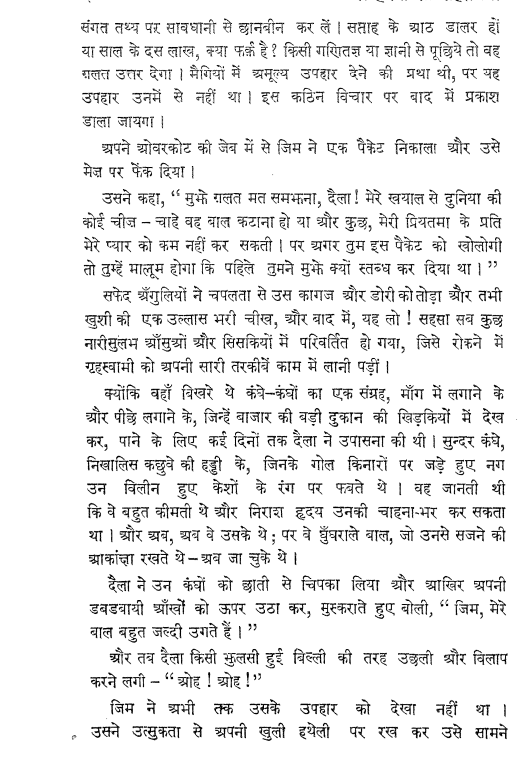 संगत तथ्य पर सावधानी से छानबीन कर लें । सप्ताह के आठ डालर हों
या साल के दस लाख, क्या फर्क है ? किसी गणितज्ञ या ज्ञानी से पूछिये तो वह
ग़लत उत्तर देगा । मैगियों में अमूल्य उपहार देने की प्रथा थी, पर यह
उपहार उनमें से नहीं था । इस कठिन विचार पर बाद में प्रकाश
डाला जायगा ।
अपने ओवरकोट की जेब में से जिम ने एक पैकेट निकाला और उसे
मेज़ पर फेंक दिया ।
उसने कहा, “ मुझे ग़लत मत समझना, दैला ! मेरे खयाल से दुनिया की
कोई चीज – चाहे वह बाल कटाना हो या और कुछ, मेरी प्रियतमा के प्रति
मेरे प्यार को कम नहीं कर सकती । पर अगर तुम इस पैकेट को खोलोगी
तो तुम्हें मालूम होगा कि पहिले तुमने मुझे क्यों स्तब्ध कर दिया था । ”
सफेद अँगुलियों ने चपलता से उस कागज और डोरी को तोड़ा और तभी
खुशी की एक उल्लास भरी चीख, और बाद में, यह लो ! सहसा सब कुछ
नारीसुलभ आँसुओं और सिसकियों में परिवर्तित हो गया, जिसे रोकने में
गृहस्वामी को अपनी सारी तरकीबें काम में लानी पड़ीं ।
क्योंकि वहाँ बिखरे थे कंघे–कंघों का एक संग्रह, माँग में लगाने के
और पीछे लगाने के, जिन्हें बाजार की बड़ी दुकान की खिड़कियों में देख
कर, पाने के लिए कई दिनों तक दैला ने उपासना की थी । सुन्दर कंघे,
निखालिस कछुवे की हड्डी के, जिनके गोल किनारों पर जड़े हुए नग
उन विलीन हुए केशों के रंग पर फबते थे । वह जानती थी
कि वे बहुत कीमती थे और निराश हृदय उनकी चाहना-भर कर सकता
था । और अब, अब वे उसके थे ; पर वे घुँघराले बाल, जो उनसे सजने की
आकांक्षा रखते थे – अब जा चुके थे ।
दैला ने उन कंघों को छाती से चिपका लिया और आखिर अपनी
डबडबायी आँखों को ऊपर उठा कर, मुस्कराते हुए बोली, “ जिम, मेरे
बाल बहुत जल्दी उगते हैं । ”
और तब दैला किसी झुलसी हुई बिल्ली की तरह उछली और विलाप
करने लगी – “ ओह ! ओह ! ”
जिम ने अभी तक उसके उपहार को देखा नहीं था ।
उसने उत्सुकता से अपनी खुली हथेली पर रख कर उसे सामने